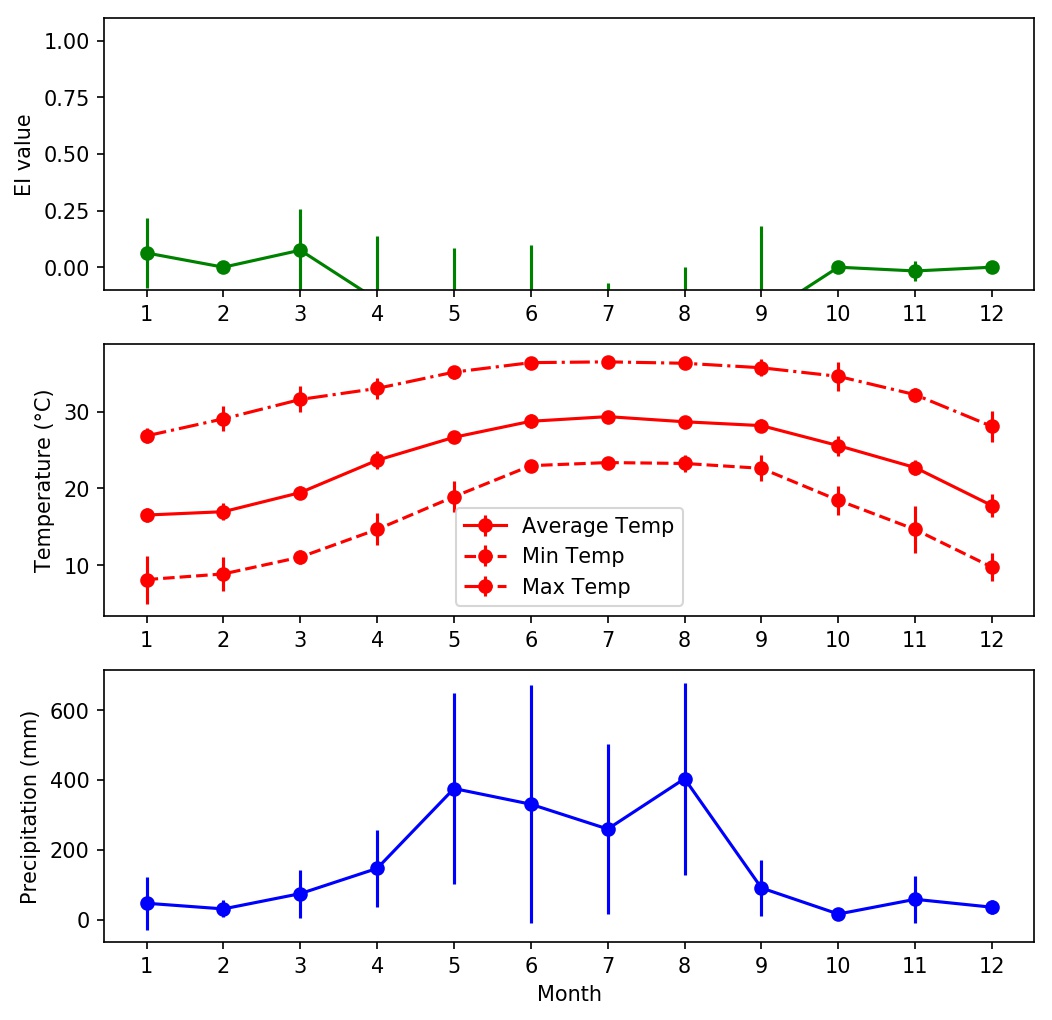 1.00
0.75
0.50
0.25
0.00
EI value
1 2 3 4 5 6 7 8 9 10 11 12
30
20
10
Temperature (°C)
Average Temp
Min Temp
Max Temp
1 2 3 4 5 6 7 8 9 10 11 12
600
400
200
0
Precipitation (mm)
1 2 3 4 5 6 7 8 9 10 11 12
Month